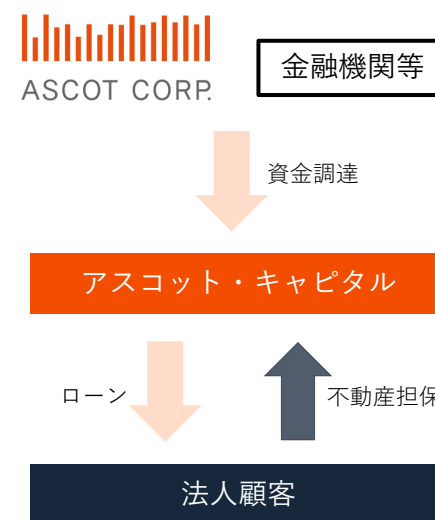 ASCOT CORP.
金融機関等
資金調達
アスコット・キャピタル
ローン
不動産担保
法人顧客